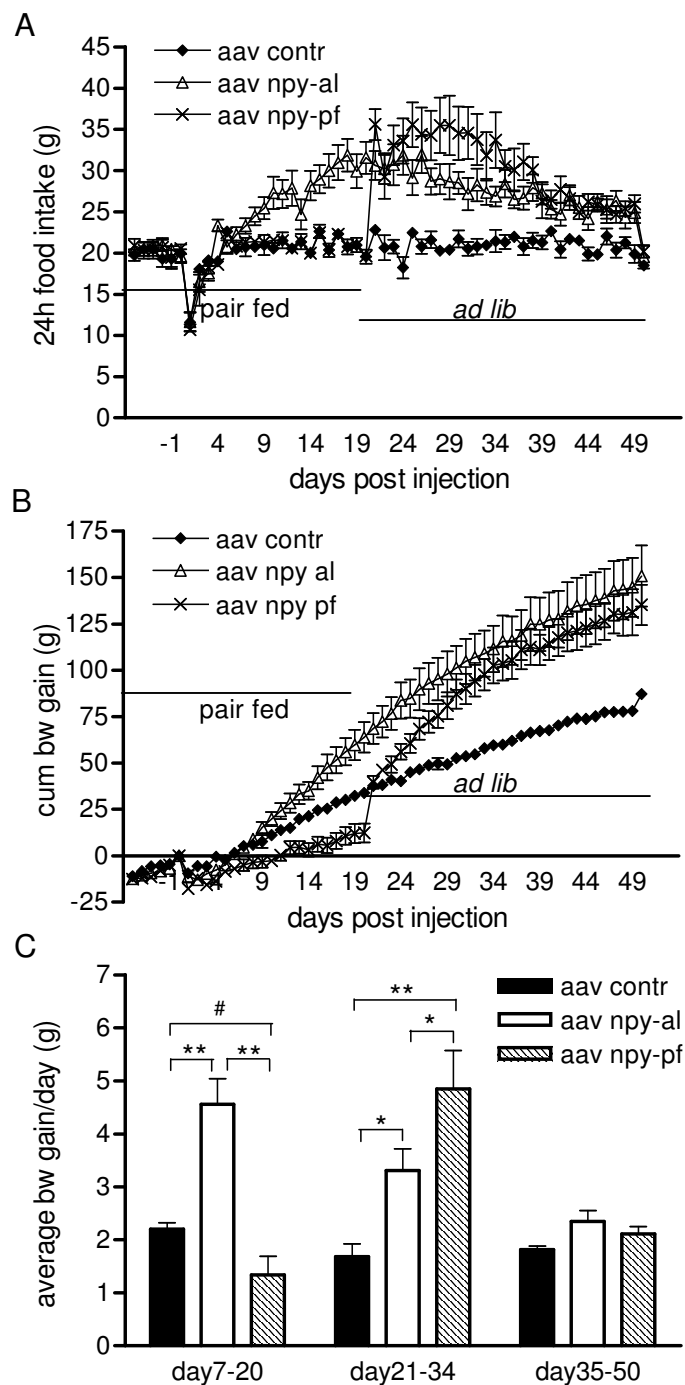 A
aav contr
aav npy-al
aav npy-pf
45
40
35
30
25
20
15
10
5
0
24h food intake (g)
pair fed
ad lib
-1 4 9 14 19 24 29 34 39 44 49
days post injection
B
aav contr
aav npy al
aav npy pf
175
150
125
100
75
50
25
0
-25
cum bw gain (g)
pair fed
ad lib
-1 4 9 14 19 24 29 34 39 44 49
days post injection
C
aav contr
aav npy-al
aav npy-pf
7
6
5
4
3
2
1
0
average bw gain/day (g)
#
** **
**
*
*
day7-20 day21-34 day35-50